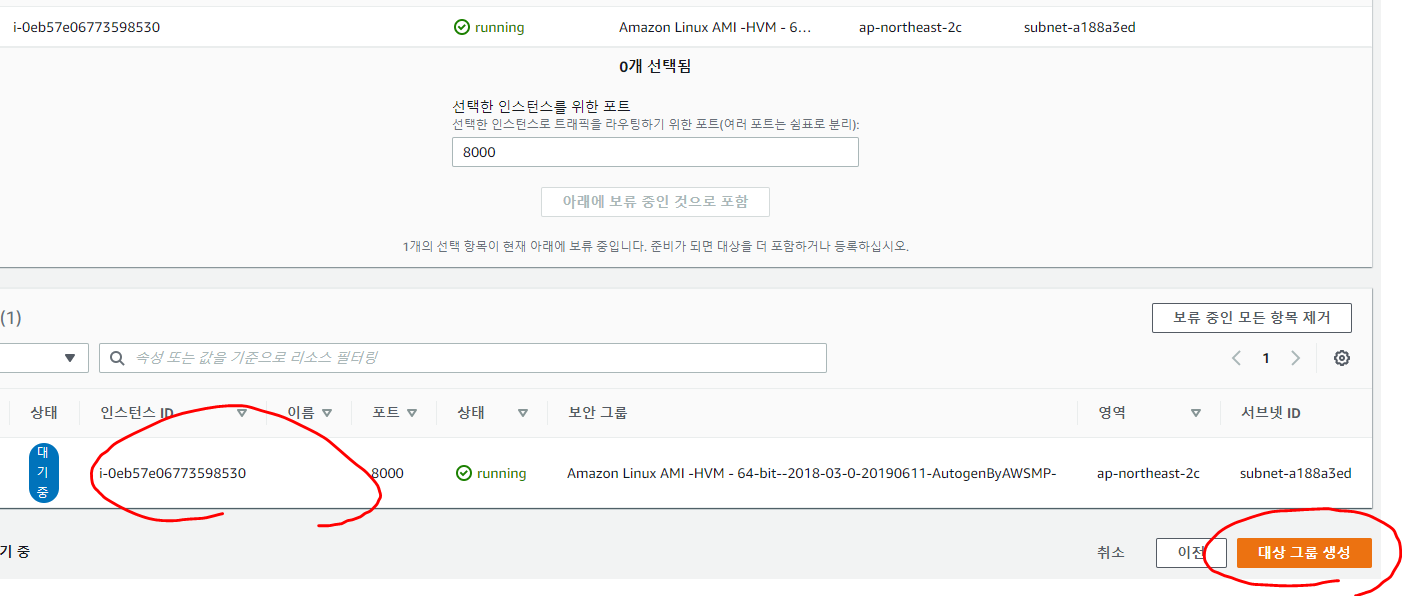 i-0eb57e06773598530 running Amazon Linux AMI -HVM - 6... ap-northeast-2c subnet-a188a3ed
0개 선택됨
선택한 인스턴스를 위한 포트
선택한 인스턴스로 트래픽을 라우팅하기 위한 포트(여러 포트는 쉼표로 분리):
8000
아래에 보류 중인 것으로 포함
1개의 선택 항목이 현재 아래에 보류 중입니다. 준비가 되면 대상을 더 포함하거나 등록하십시오.
(1) 보류 중인 모든 항목 제거
속성 또는 값을 기준으로 리소스 필터링 1
상태 인스턴스 ID 이름 포트 상태 보안 그룹 영역 서브넷 ID
대기중 i-0eb57e06773598530 8000 running Amazon Linux AMI -HVM - 64-bit--2018-03-0-20190611-AutogenByAWSMP- ap-northeast-2c subnet-a188a3ed
기 중 취소 이전 대상 그룹 생성